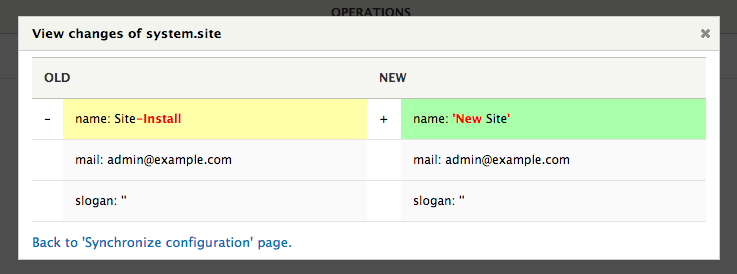 OPERATIONS
View changes of system.site ✖
OLD NEW
- name: Site-Install + name: 'New Site'
mail: admin@example.com mail: admin@example.com
slogan: '' slogan: ''
Back to 'Synchronize configuration' page.